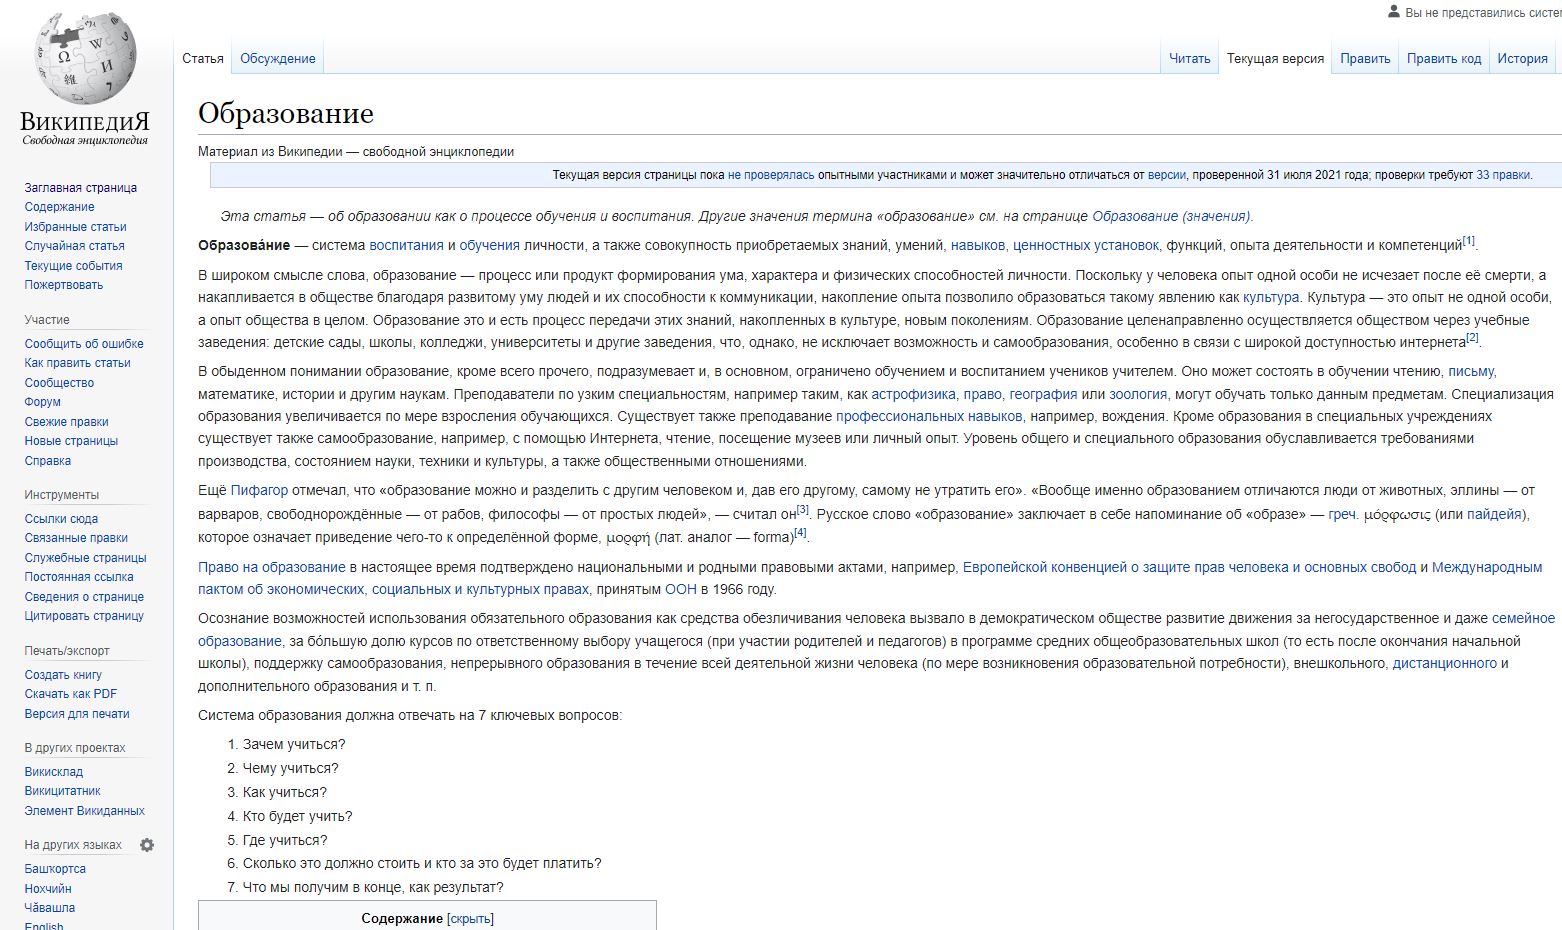 Вы не представились
Википедия
Свободная энциклопедия
Статья
Обсуждение
Читать
Текущая версия
Править
Править код
История
Заглавная страница
Содержание
Избранные статьи
Случайная статья
Текущие события
Пожертвовать
Участие
Сообщить об ошибке
Как править статьи
Сообщество
Форум
Свежие правки
Новые страницы
Справка
Инструменты
Ссылки сюда
Связанные правки
Служебные страницы
Постоянная ссылка
Сведения о странице
Цитировать страницу
Печать/экспорт
Создать книгу
Скачать как PDF
Версия для печати
В других проектах
Викисклад
Викицитатник
Элемент Викиданных
На других языках
Башҡортса
Нохчийн
Чӑвашла
English
Образование
Материал из Википедии — свободной энциклопедии
Текущая версия страницы пока не проверялась опытными участниками и может значительно отличаться от версии, проверенной 31 июля 2021 года; проверки требуют 33 правки.
Эта статья — об образовании как о процессе обучения и воспитания. Другие значения термина «образование» см. на странице Образование (значения).
Образова́ние — система воспитания и обучения личности, а также совокупность приобретаемых знаний, умений, навыков, ценностных установок, функций, опыта деятельности и компетенций[1].
В широком смысле слова, образование — процесс или продукт формирования ума, характера и физических способностей личности. Поскольку у человека опыт одной особи не исчезает после её смерти, а
накапливается в обществе благодаря развитому уму людей и их способности к коммуникации, накопление опыта позволило образоваться такому явлению как культура. Культура — это опыт не одной особи,
а опыт общества в целом. Образование это и есть процесс передачи этих знаний, накопленных в культуре, новым поколениям. Образование целенаправленно осуществляется обществом через учебные
заведения: детские сады, школы, колледжи, университеты и другие заведения, что, однако, не исключает возможность и самообразования, особенно в связи с широкой доступностью интернета[2].
В обыденном понимании образование, кроме всего прочего, подразумевает и, в основном, ограничено обучением и воспитанием учеников учителем. Оно может состоять в обучении чтению, письму,
математике, истории и другим наукам. Преподаватели по узким специальностям, например таким, как астрофизика, право, география или зоология, могут обучать только данным предметам. Специализация
образования увеличивается по мере взросления обучающихся. Существует также преподавание профессиональных навыков, например, вождения. Кроме образования в специальных учреждениях
существует также самообразование, например, с помощью Интернета, чтение, посещение музеев или личный опыт. Уровень общего и специального образования обуславливается требованиями
производства, состоянием науки, техники и культуры, а также общественными отношениями.
Ещё Пифагор отмечал, что «образование можно и разделить с другим человеком и, дав его другому, самому не утратить его». «Вообще именно образованием отличаются люди от животных, эллины — от
варваров, свободнорождённые — от рабов, философы — от простых людей», — считал он[3]. Русское слово «образование» заключает в себе напоминание об «образе» — греч. μόρφωσις (или пайдейя),
которое означает приведение чего-то к определённой форме, μορφή (лат. аналог — forma)[4].
Право на образование в настоящее время подтверждено национальными и родными правовыми актами, например, Европейской конвенцией о защите прав человека и основных свобод и Международным
пактом об экономических, социальных и культурных правах, принятым ООН в 1966 году.
Осознание возможностей использования обязательного образования как средства обезличивания человека вызвало в демократическом обществе развитие движения за негосударственное и даже семейное
образование, за бо́льшую долю курсов по ответственному выбору учащегося (при участии родителей и педагогов) в программе средних общеобразовательных школ (то есть после окончания начальной
школы), поддержку самообразования, непрерывного образования в течение всей деятельной жизни человека (по мере возникновения образовательной потребности), внешкольного, дистанционного и
дополнительного образования и т. п.
Система образования должна отвечать на 7 ключевых вопросов:
1. Зачем учиться?
2. Чему учиться?
3. Как учиться?
4. Кто будет учить?
5. Где учиться?
6. Сколько это должно стоить и кто за это будет платить?
7. Что мы получим в конце, как результат?
Содержание [скрыть]